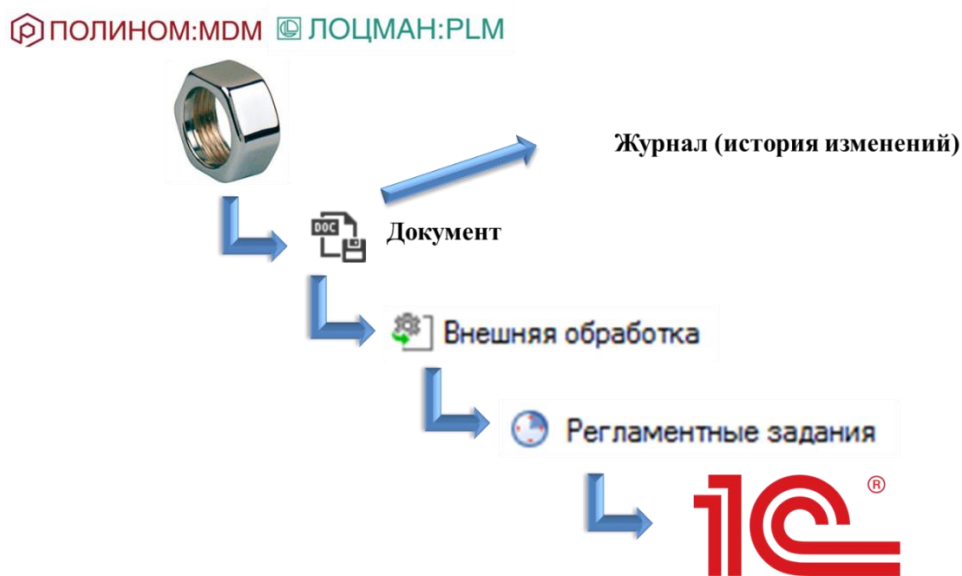 ПОЛИНОМ:MDM ЛОЦМАН:PLM
Журнал (история изменений)
DOC
Документ
Внешняя обработка
Регламентные задания
1С ®